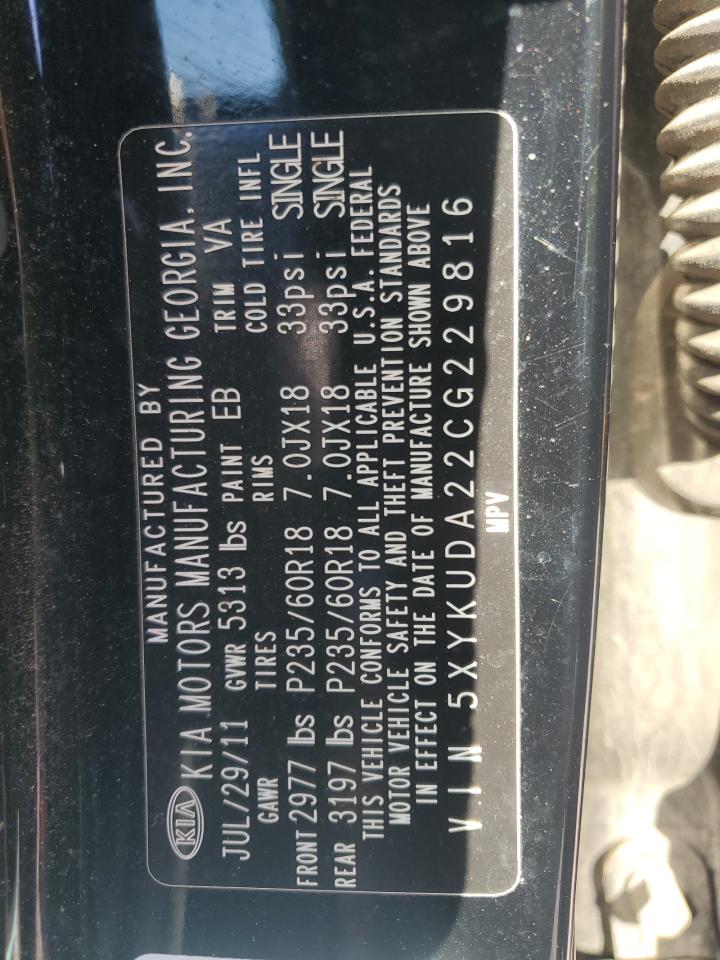 MANUFACTURED BY
KIA KIA MOTORS MANUFACTURING GEORGIA, INC.
JUL/29/11 GVWR 5313 lbs PAINT EB TRIM VA
GAWR TIRES RIMS COLD TIRE INFL
FRONT 2977 lbs P235/60R18 7.0JX18 33psi SINGLE
REAR 3197 lbs P235/60R18 7.0JX18 33psi SINGLE
THIS VEHICLE CONFORMS TO ALL APPLICABLE U.S.A. FEDERAL
MOTOR VEHICLE SAFETY AND THEFT PREVENTION STANDARDS
IN EFFECT ON THE DATE OF MANUFACTURE SHOWN ABOVE
V.I.N 5XYKUDA22CG229816
MPV